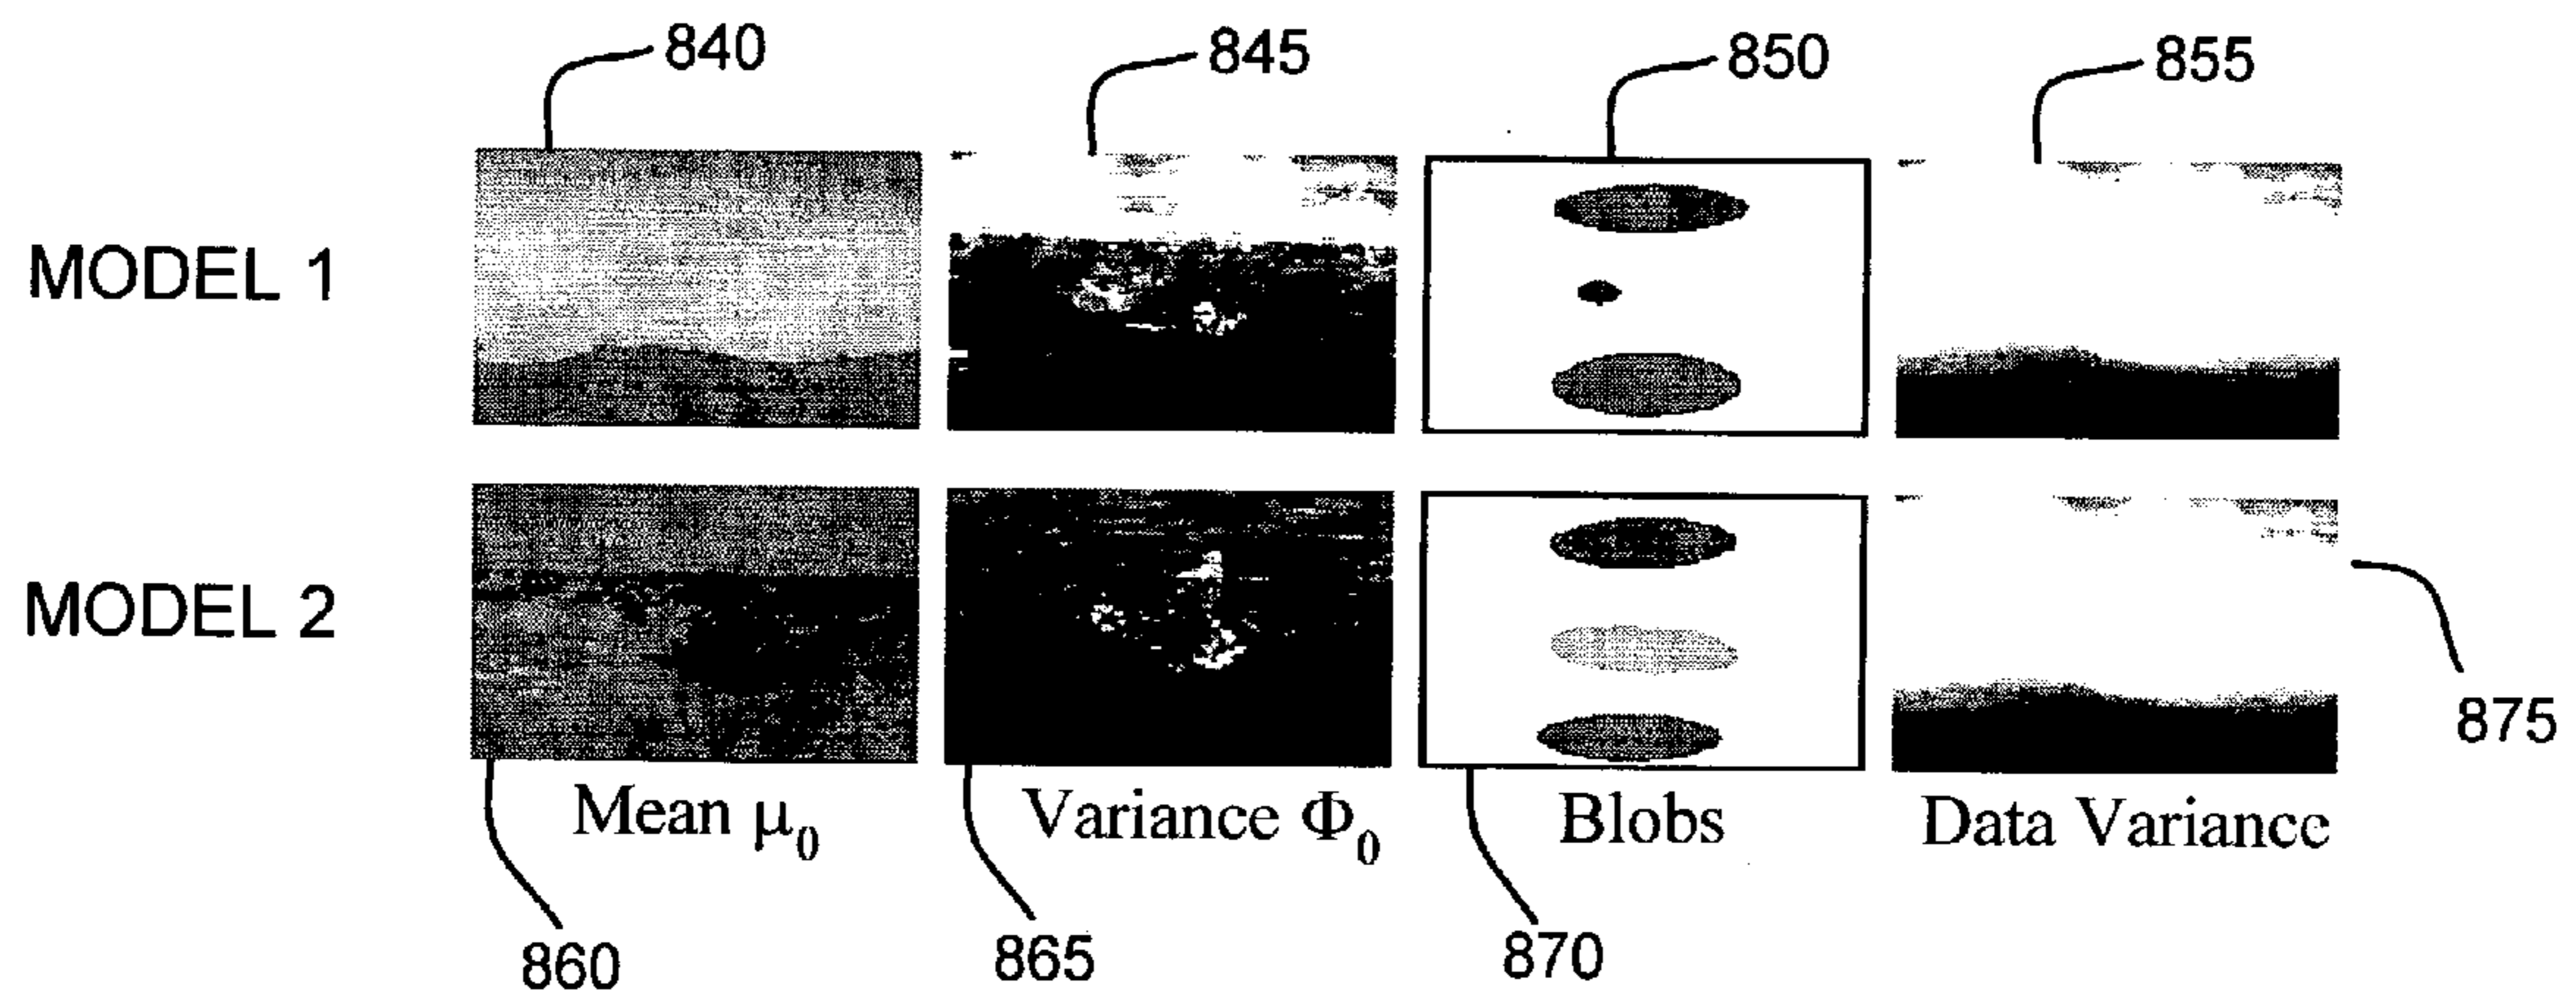 840 845 850 855
MODEL 1
MODEL 2
875
Mean μ₀ Variance Φ₀ Blobs Data Variance
860 865 870